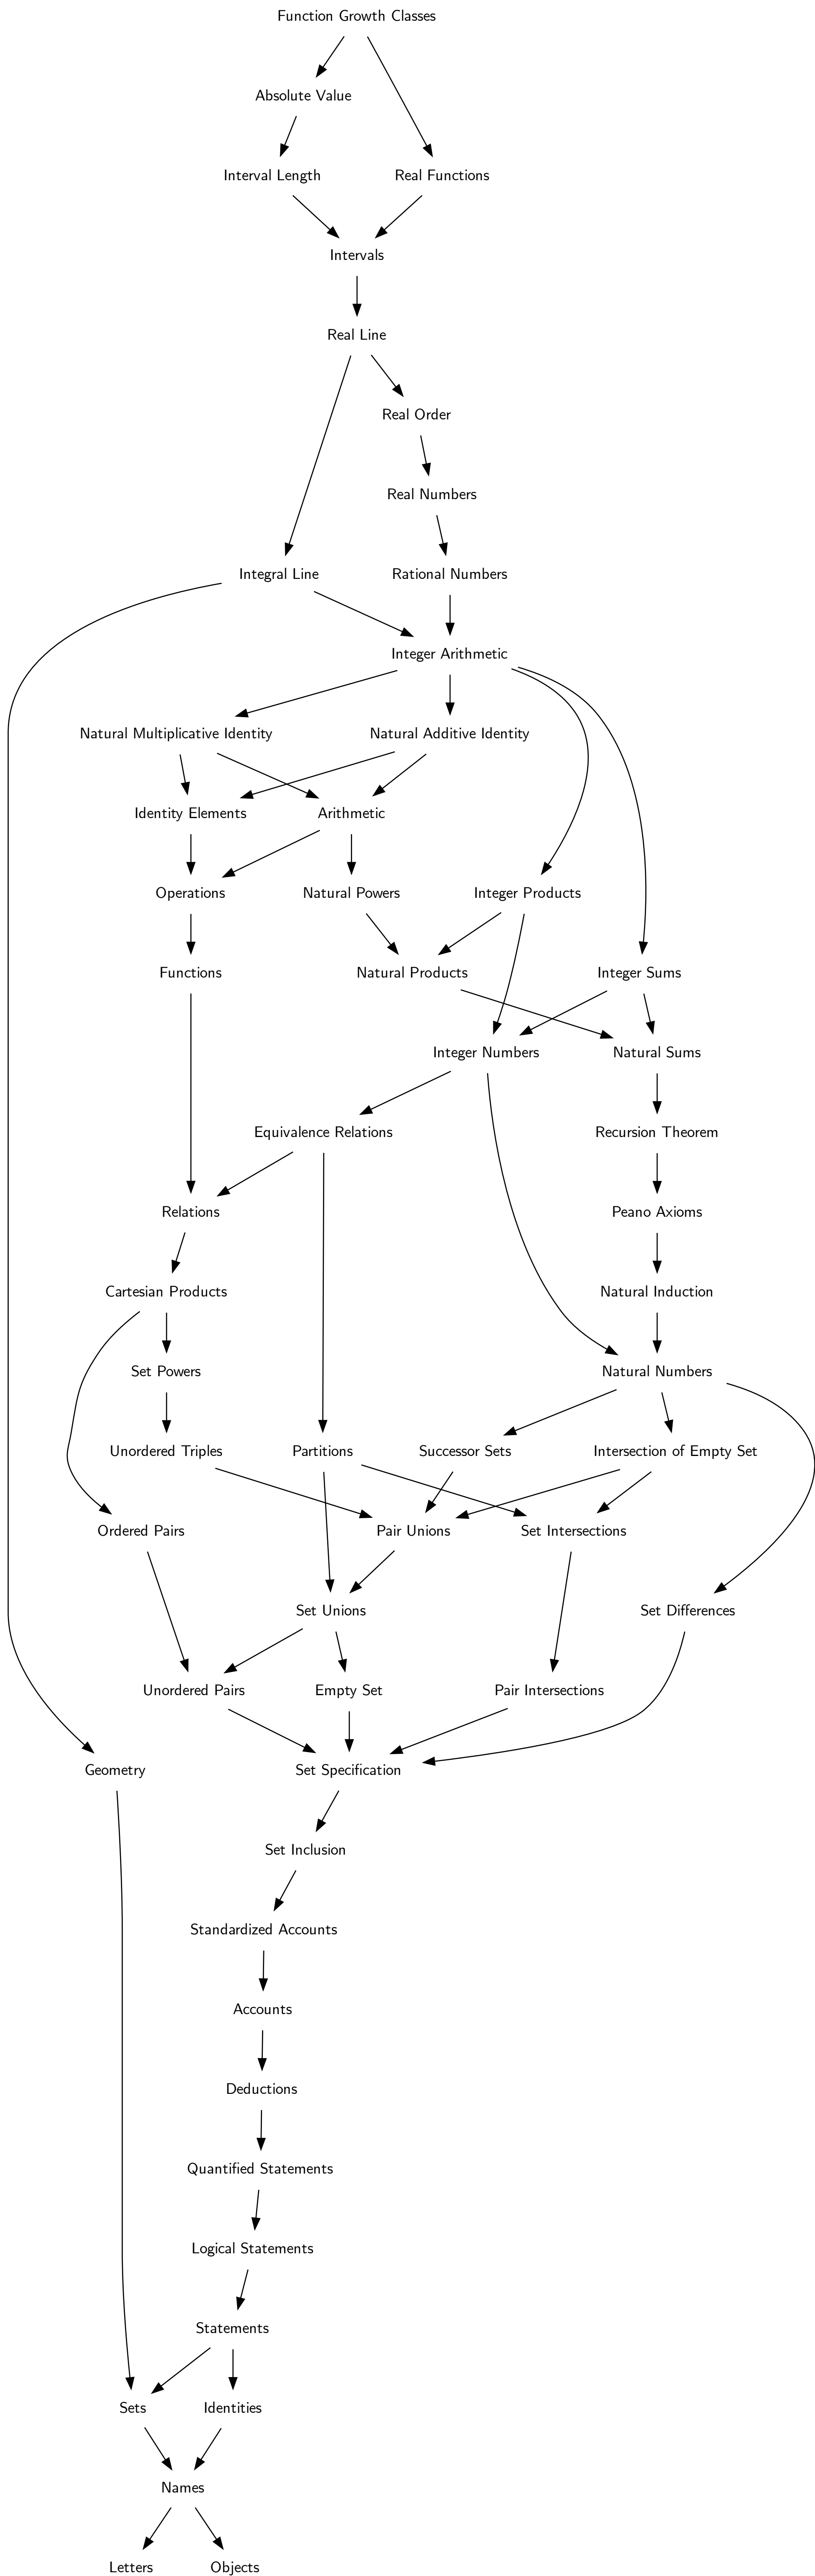 Function Growth Classes
Absolute Value
Interval Length
Real Functions
Intervals
Real Line
Real Order
Real Numbers
Integral Line
Rational Numbers
Integer Arithmetic
Natural Multiplicative Identity
Natural Additive Identity
Identity Elements
Arithmetic
Operations
Natural Powers
Integer Products
Functions
Natural Products
Integer Sums
Integer Numbers
Natural Sums
Equivalence Relations
Recursion Theorem
Relations
Peano Axioms
Cartesian Products
Natural Induction
Set Powers
Natural Numbers
Unordered Triples
Partitions
Successor Sets
Intersection of Empty Set
Ordered Pairs
Pair Unions
Set Intersections
Set Unions
Set Differences
Unordered Pairs
Empty Set
Pair Intersections
Geometry
Set Specification
Set Inclusion
Standardized Accounts
Accounts
Deductions
Quantified Statements
Logical Statements
Statements
Sets
Identities
Names
Letters
Objects